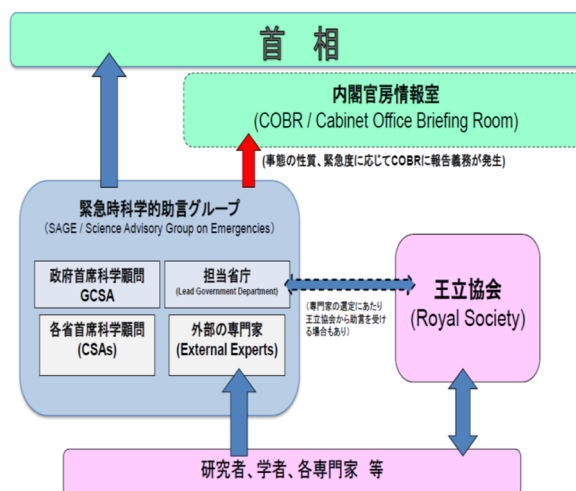 首 相
内閣官房情報室
(COBR / Cabinet Office Briefing Room)
(事態の性質、緊急度に応じてCOBRに報告義務が発生)
緊急時科学的助言グループ
(SAGE / Science Advisory Group on Emergencies)
政府首席科学顧問
GCSA
担当省庁
(Lead Government Department)
各省首席科学顧問
(CSAs)
外部の専門家
(External Experts)
(専門家の選定にあたり
王立協会から助言を受け
る場合もあり)
王立協会
(Royal Society)
研究者、学者、各専門家 等